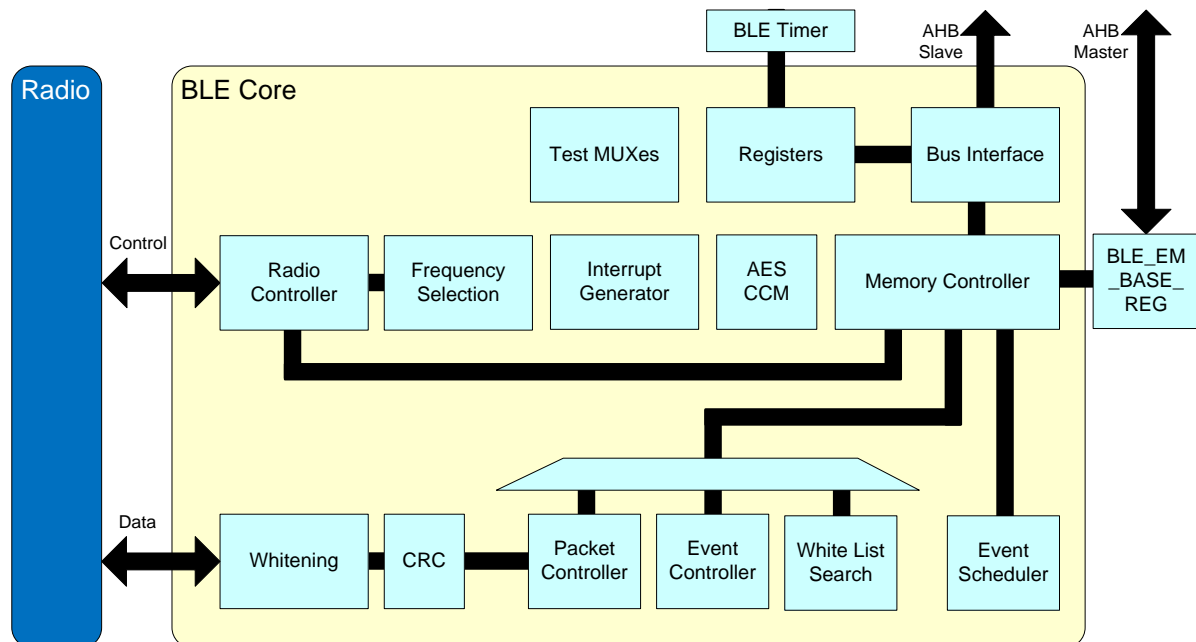 BLE Timer
AHB
Slave
AHB
Master
Radio
BLE Core
Test MUXes
Registers
Bus Interface
Control
Radio
Controller
Frequency
Selection
Interrupt
Generator
AES
CCM
Memory Controller
BLE_EM
_BASE_
REG
Data
Whitening
CRC
Packet
Controller
Event
Controller
White List
Search
Event
Scheduler